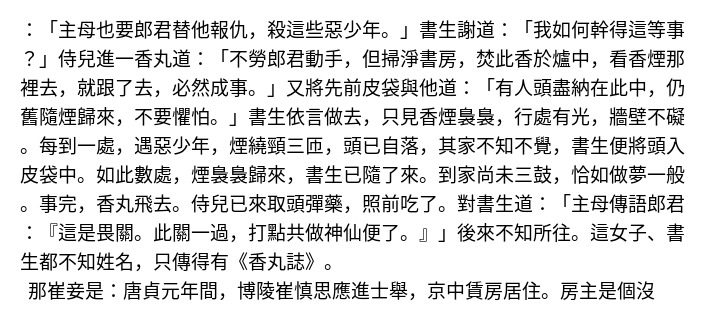 ：「主母也要郎君替他報仇，殺這些惡少年。」書生謝道：「我如何幹得這等事
？」侍兒進一香丸道：「不勞郎君動手，但掃淨書房，焚此香於爐中，看香煙那
裡去，就跟了去，必然成事。」又將先前皮袋與他道：「有人頭盡納在此中，仍
舊隨煙歸來，不要懼怕。」書生依言做去，只見香煙裊裊，行處有光，牆壁不礙
。每到一處，遇惡少年，煙繞頸三匝，頭已自落，其家不知不覺，書生便將頭入
皮袋中。如此數處，煙裊裊歸來，書生已隨了來。到家尚未三鼓，恰如做夢一般
。事完，香丸飛去。侍兒已來取頭彈藥，照前吃了。對書生道：「主母傳語郎君
：『這是畏關。此關一過，打點共做神仙便了。』」後來不知所往。這女子、書
生都不知姓名，只傳得有《香丸誌》。
那崔妾是：唐貞元年間，博陵崔慎思應進士舉，京中賃房居住。房主是個沒